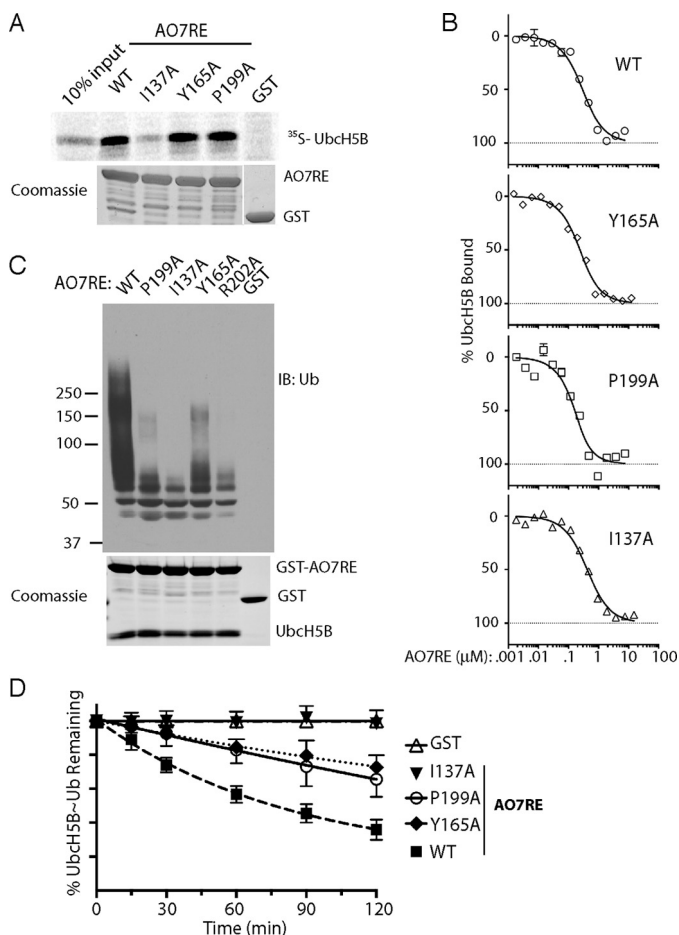 A
AO7RE
10% input
WT
I137A
Y165A
P199A
GST
³⁵S- UbcH5B
Coomassie
AO7RE
GST
B
% UbcH5B Bound
0
50
100
WT
0
50
100
Y165A
0
50
100
P199A
0
50
100
I137A
AO7RE (μM): .001 .01 .1 1 10 100
C
AO7RE: WT P199A I137A Y165A R202A GST
IB: Ub
250
150
100
50
37
Coomassie
GST-AO7RE
GST
UbcH5B
D
% UbcH5B~Ub Remaining
0 30 60 90 120
Time (min)
GST
I137A
P199A
Y165A
WT
AO7RE